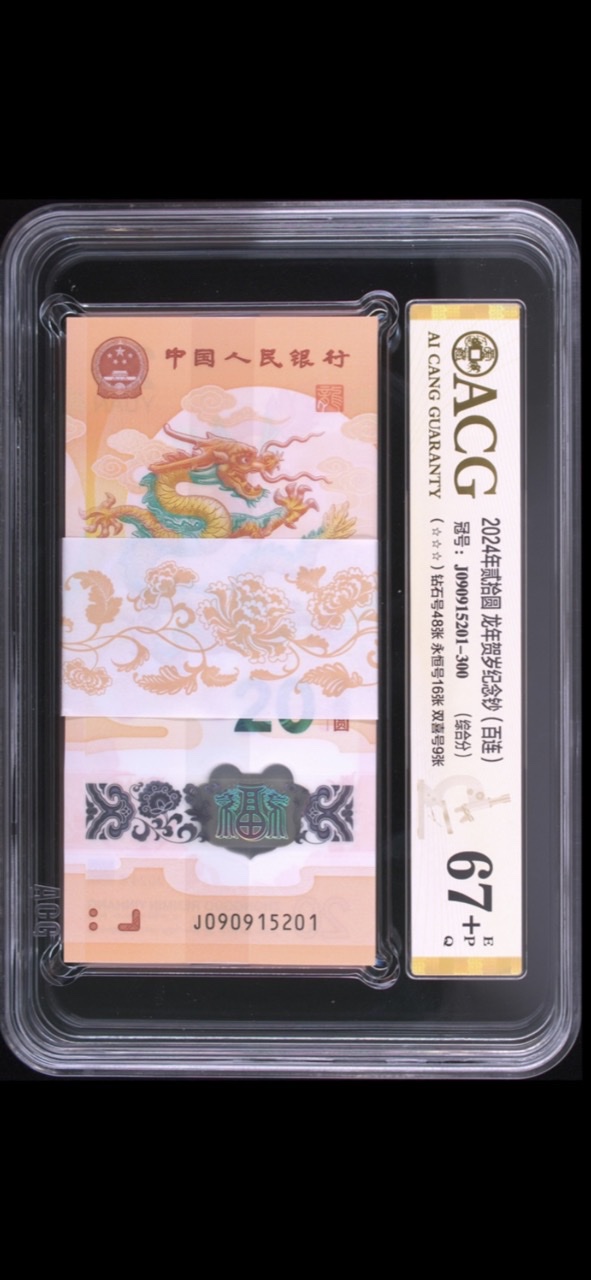 中国人民银行
龍
20
圆
J090915201
ACG
ACG
AI CANG GUARANTY
2024年贰拾圆 龙年贺岁纪念钞（百连）
冠号：J090915201-300 （综合分）
（☆☆☆）钻石号48张 永恒号16张 双喜号9张
67+
E
P
Q